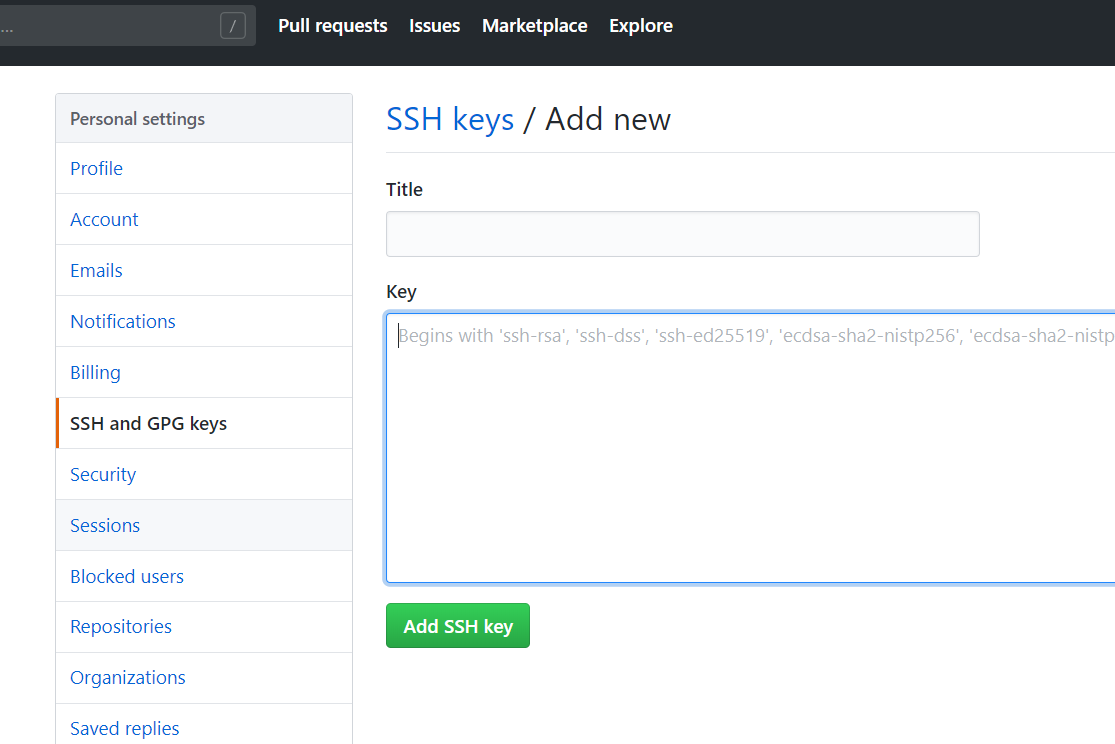 ... / Pull requests Issues Marketplace Explore
Personal settings
Profile
Account
Emails
Notifications
Billing
SSH and GPG keys
Security
Sessions
Blocked users
Repositories
Organizations
Saved replies
SSH keys / Add new
Title
Key
Begins with 'ssh-rsa', 'ssh-dss', 'ssh-ed25519', 'ecdsa-sha2-nistp256', 'ecdsa-sha2-nistp
Add SSH key